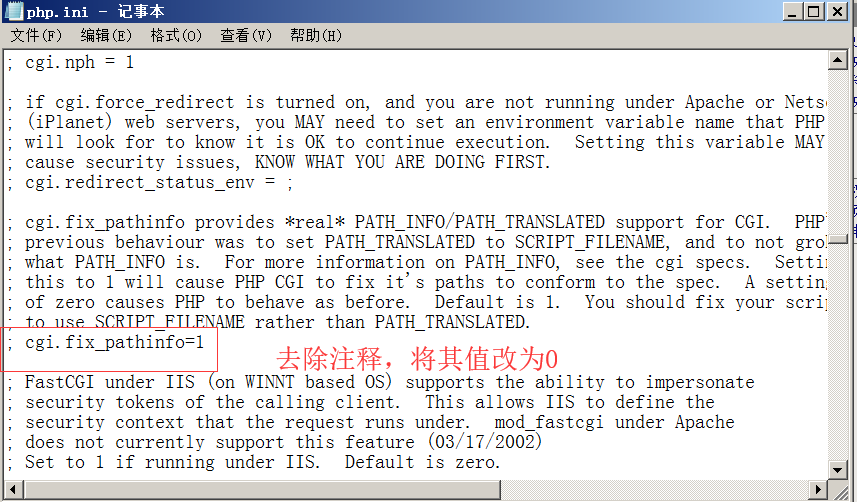 php.ini - 记事本
文件(F) 编辑(E) 格式(O) 查看(V) 帮助(H)
; cgi.nph = 1
; if cgi.force_redirect is turned on, and you are not running under Apache or Netsc
; (iPlanet) web servers, you MAY need to set an environment variable name that PHP
; will look for to know it is OK to continue execution.  Setting this variable MAY
; cause security issues, KNOW WHAT YOU ARE DOING FIRST.
; cgi.redirect_status_env = ;
; cgi.fix_pathinfo provides *real* PATH_INFO/PATH_TRANSLATED support for CGI.  PHP'
; previous behaviour was to set PATH_TRANSLATED to SCRIPT_FILENAME, and to not grok
; what PATH_INFO is.  For more information on PATH_INFO, see the cgi specs.  Settin
; this to 1 will cause PHP CGI to fix it's paths to conform to the spec.  A setting
; of zero causes PHP to behave as before.  Default is 1.  You should fix your scrip
; to use SCRIPT_FILENAME rather than PATH_TRANSLATED.
; cgi.fix_pathinfo=1
去除注释，将其值改为0
; FastCGI under IIS (on WINNT based OS) supports the ability to impersonate
; security tokens of the calling client.  This allows IIS to define the
; security context that the request runs under.  mod_fastcgi under Apache
; does not currently support this feature (03/17/2002)
; Set to 1 if running under IIS.  Default is zero.